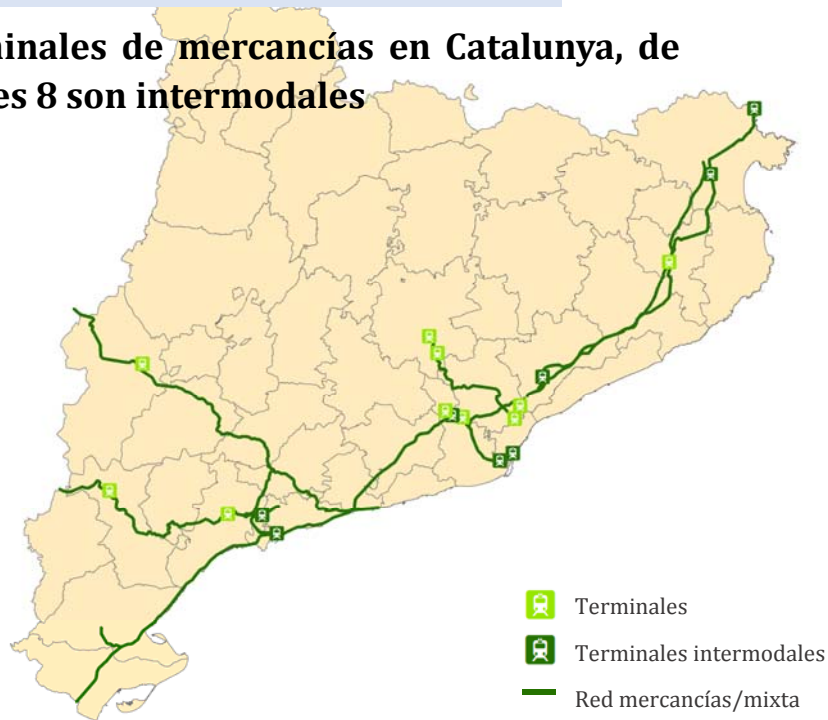 inales de mercancías en Catalunya, de
es 8 son intermodales
Terminales
Terminales intermodales
Red mercancías/mixta